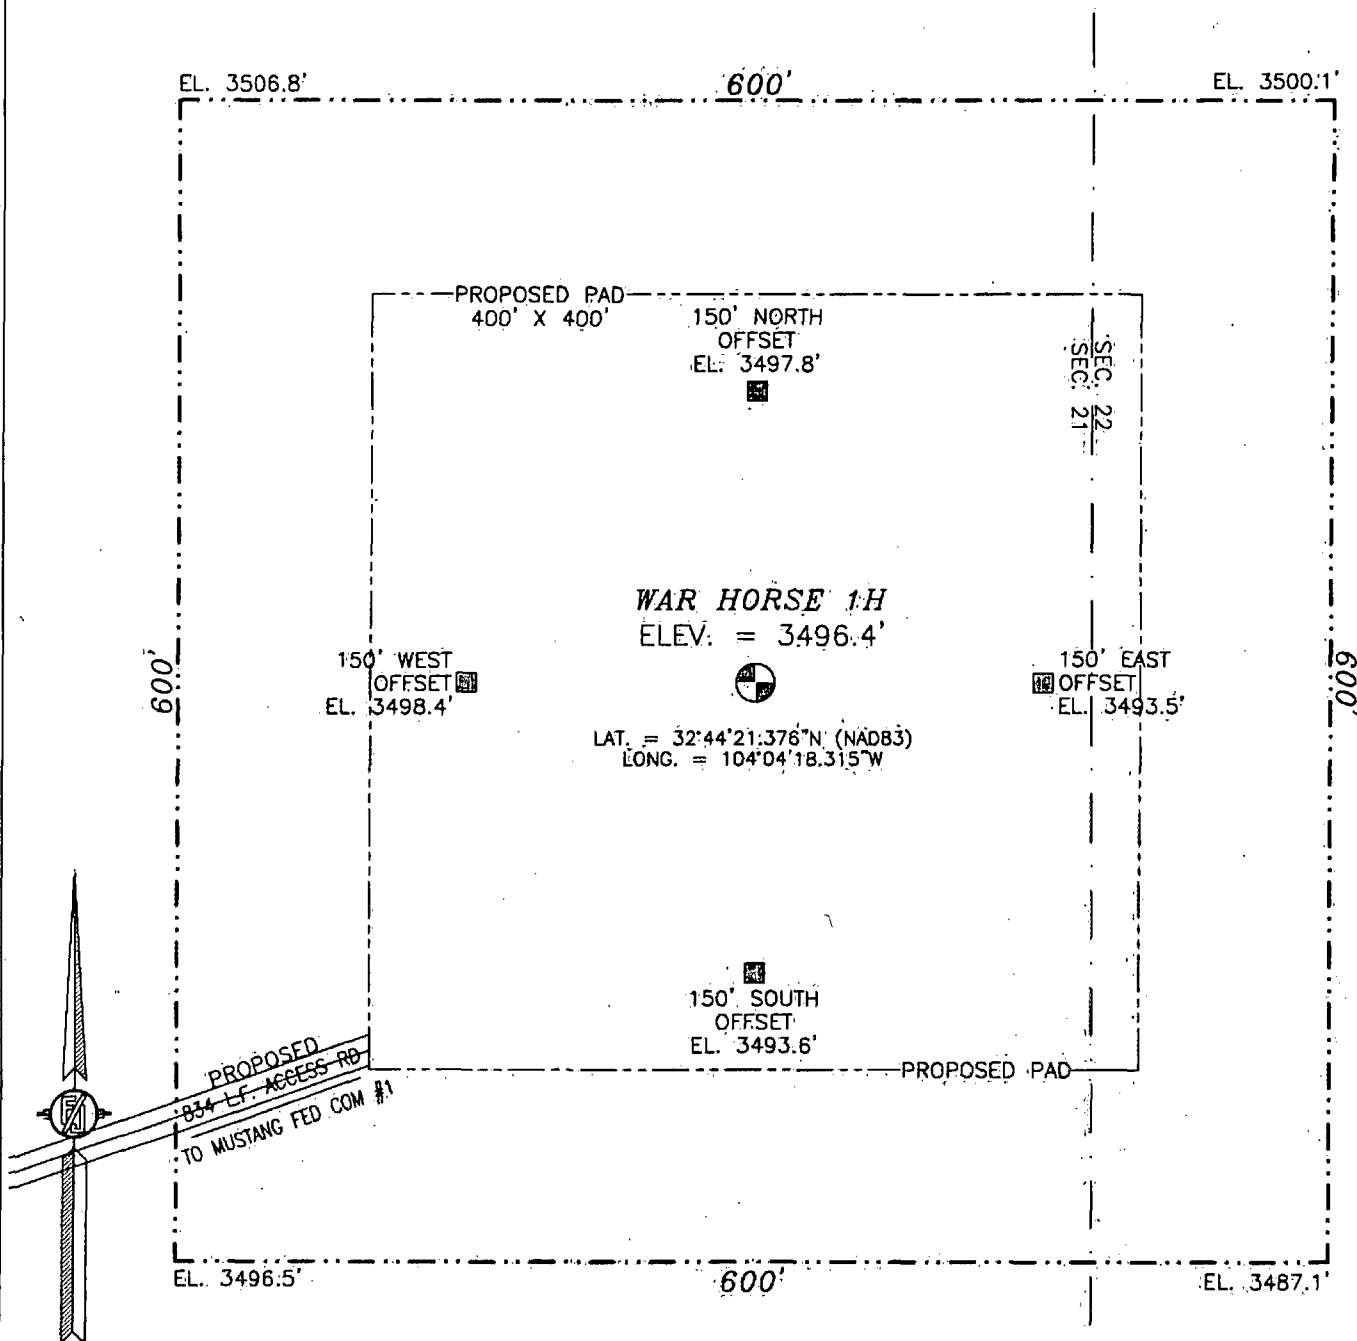 EL. 3506.8'
600'
EL. 3500.1'
PROPOSED PAD
400' X 400'
150' NORTH
OFFSET
EL. 3497.8'
SEC. 22
SEC. 21
WAR HORSE 1H
ELEV. = 3496.4'
600'
150' WEST
OFFSET
EL. 3498.4'
150' EAST
OFFSET
EL. 3493.5'
600'
LAT. = 32°44'21.376"N (NAD83)
LONG. = 104°04'18.315"W
150' SOUTH
OFFSET
EL. 3493.6'
PROPOSED PAD
PROPOSED
834 L.F. ACCESS RD
TO MUSTANG FED COM #1
EL. 3496.5'
600'
EL. 3487.1'